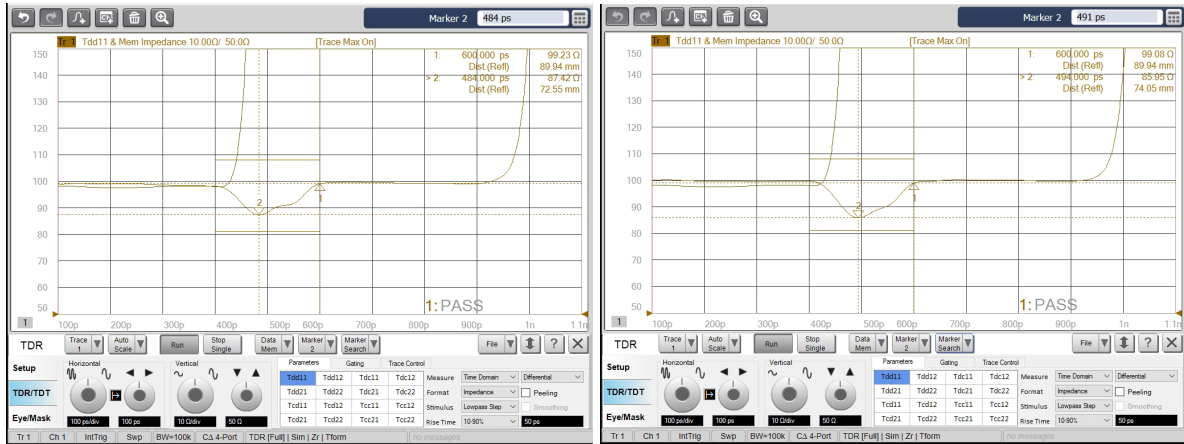 Marker 2 484 ps
Tr 1 Tdd11 & Mem Impedance 10.00Ω/ 50.0Ω [Trace Max On]
1: 600.000 ps 99.23 Ω
Dist.(Refl) 89.94 mm
> 2: 484.000 ps 87.42 Ω
Dist.(Refl) 72.55 mm
150
140
130
120
110
100
90
80
70
60
50
2
1
1: PASS
1
100p 200p 300p 400p 500p 600p 700p 800p 900p 1n 1.1n
TDR Trace 1 Auto Scale Run Stop Single Data Mem Marker 2 Marker Search File ? X
Setup
TDR/TDT
Eye/Mask
Horizontal Vertical
100 ps/div 100 ps 10 Ω/div 50 Ω
Parameters Gating Trace Control
Tdd11 Tdd12 Tdc11 Tdc12
Tdd21 Tdd22 Tdc21 Tdc22
Tcd11 Tcd12 Tcc11 Tcc12
Tcd21 Tcd22 Tcc21 Tcc22
Measure Time Domain Differential
Format Impedance Peeling
Stimulus Lowpass Step Smoothing
Rise Time 10-90% 50 ps
Tr 1 Ch 1 IntTrig Swp BW=100k CΔ 4-Port TDR [Full] | Sim | Zr | Tform no messages
Marker 2 491 ps
Tr 1 Tdd11 & Mem Impedance 10.00Ω/ 50.0Ω [Trace Max On]
1: 600.000 ps 99.08 Ω
Dist.(Refl) 89.94 mm
> 2: 494.000 ps 85.95 Ω
Dist.(Refl) 74.05 mm
150
140
130
120
110
100
90
80
70
60
50
2
1
1: PASS
1
100p 200p 300p 400p 500p 600p 700p 800p 900p 1n 1.1n
TDR Trace 1 Auto Scale Run Stop Single Data Mem Marker 2 Marker Search File ? X
Setup
TDR/TDT
Eye/Mask
Horizontal Vertical
100 ps/div 100 ps 10 Ω/div 50 Ω
Parameters Gating Trace Control
Tdd11 Tdd12 Tdc11 Tdc12
Tdd21 Tdd22 Tdc21 Tdc22
Tcd11 Tcd12 Tcc11 Tcc12
Tcd21 Tcd22 Tcc21 Tcc22
Measure Time Domain Differential
Format Impedance Peeling
Stimulus Lowpass Step Smoothing
Rise Time 10-90% 50 ps
Tr 1 Ch 1 IntTrig Swp BW=100k CΔ 4-Port TDR [Full] | Sim | Zr | Tform no messages